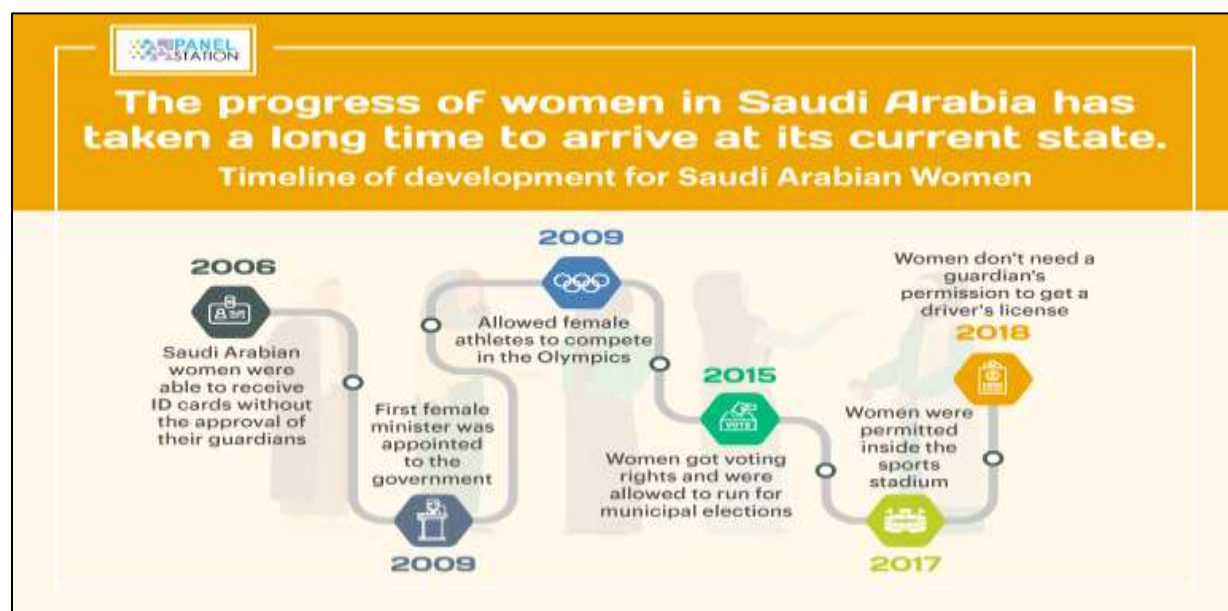 PANEL
STATION
The progress of women in Saudi Arabia has
taken a long time to arrive at its current state.
Timeline of development for Saudi Arabian Women
2006
Saudi Arabian
women were
able to receive
ID cards without
the approval of
their guardians
First female
minister was
appointed
to the
government
2009
2009
Allowed female
athletes to compete
in the Olympics
2015
VOTE
Women got voting
rights and were
allowed to run for
municipal elections
Women were
permitted
inside the
sports
stadium
2017
Women don't need a
guardian's
permission to get a
driver's license
2018